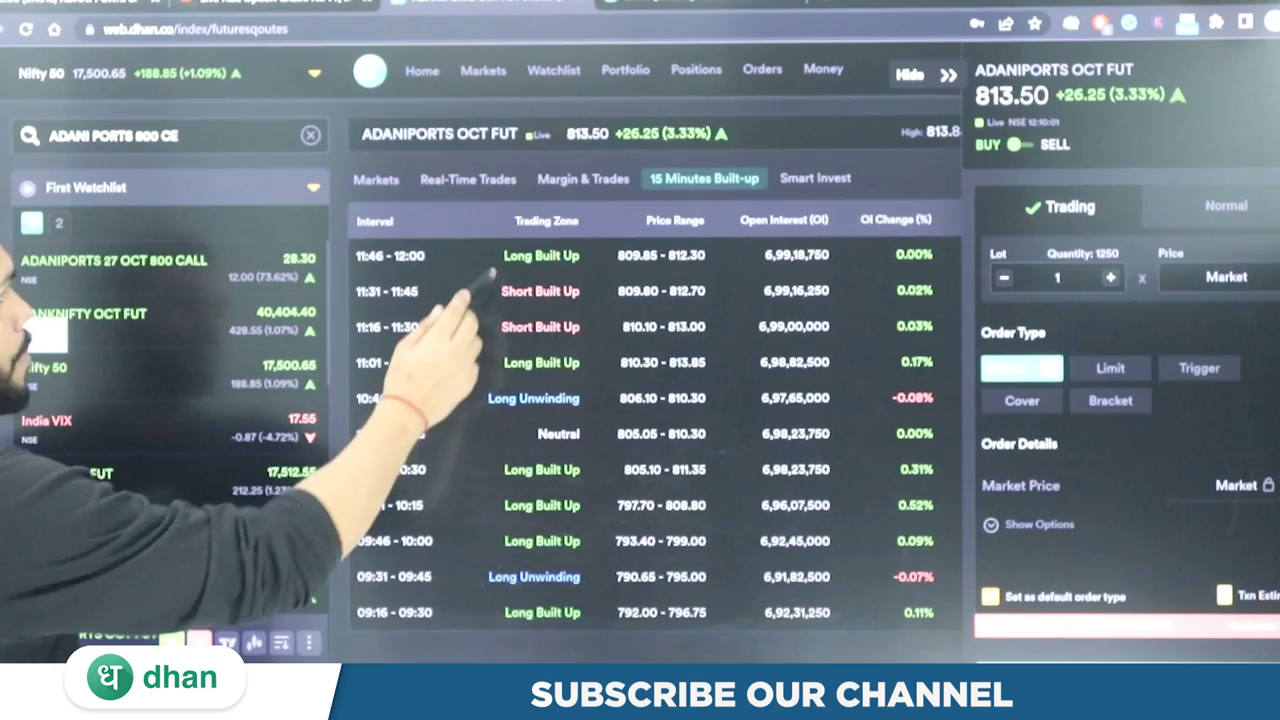 web.dhan.co/index/futuresqoutes
Nifty 50 17,500.65 +188.85 (+1.09%)
Home Markets Watchlist Portfolio Positions Orders Money
Hide
ADANIPORTS OCT FUT
813.50 +26.25 (3.33%)
Live NSE 12:10:01
BUY SELL
ADANI PORTS 800 CE
ADANIPORTS OCT FUT Live 813.50 +26.25 (3.33%) High: 813.8
First Watchlist
2
ADANIPORTS 27 OCT 800 CALL 28.30
NSE 12.00 (73.62%)
ANKNIFTY OCT FUT 40,404.40
428.55 (1.07%)
ifty 50 17,500.65
SE 188.85 (1.09%)
India VIX 17.55
NSE -0.87 (-4.72%)
FUT 17,512.55
212.25 (1.23
Markets Real-Time Trades Margin & Trades 15 Minutes Built-up Smart Invest
Interval Trading Zone Price Range Open Interest (OI) OI Change (%)
11:46 - 12:00 Long Built Up 809.85 - 812.30 6,99,18,750 0.00%
11:31 - 11:45 Short Built Up 809.80 - 812.70 6,99,16,250 0.02%
11:16 - 11:30 Short Built Up 810.10 - 813.00 6,99,00,000 0.03%
11:01 - Long Built Up 810.30 - 813.85 6,98,82,500 0.17%
10:4 Long Unwinding 806.10 - 810.30 6,97,65,000 -0.08%
Neutral 805.05 - 810.30 6,98,23,750 0.00%
0:30 Long Built Up 805.10 - 811.35 6,98,23,750 0.31%
- 10:15 Long Built Up 797.70 - 808.80 6,96,07,500 0.52%
09:46 - 10:00 Long Built Up 793.40 - 799.00 6,92,45,000 0.09%
09:31 - 09:45 Long Unwinding 790.65 - 795.00 6,91,82,500 -0.07%
09:16 - 09:30 Long Built Up 792.00 - 796.75 6,92,31,250 0.11%
Trading Normal
Lot Quantity: 1250 Price
1 x Market
Order Type
Limit Trigger
Cover Bracket
Order Details
Market Price Market
Show Options
Set as default order type Txn Esti
ध dhan
SUBSCRIBE OUR CHANNEL